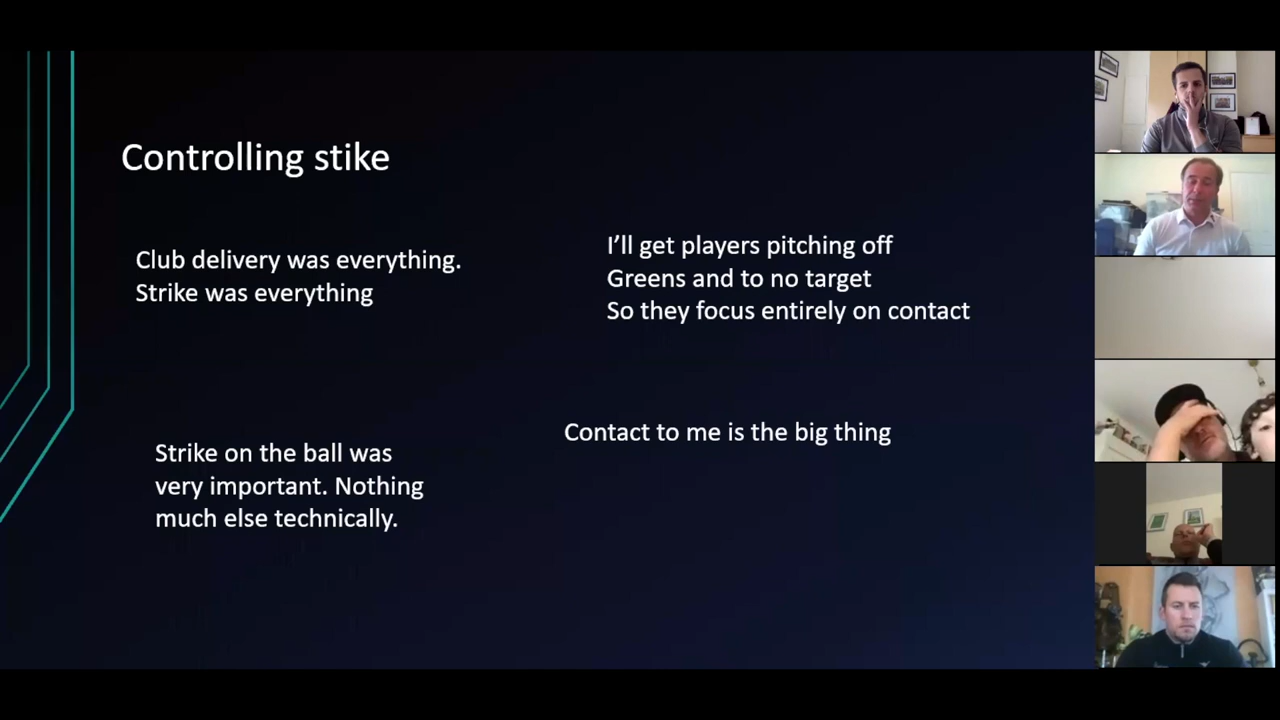 Controlling stike
Club delivery was everything.
Strike was everything
I’ll get players pitching off
Greens and to no target
So they focus entirely on contact
Strike on the ball was
very important. Nothing
much else technically.
Contact to me is the big thing